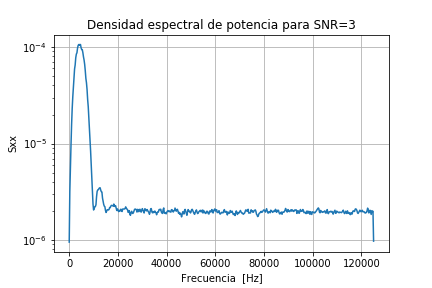 Densidad espectral de potencia para SNR=3
10⁻⁴
10⁻⁵
10⁻⁶
Sxx
0 20000 40000 60000 80000 100000 120000
Frecuencia [Hz]